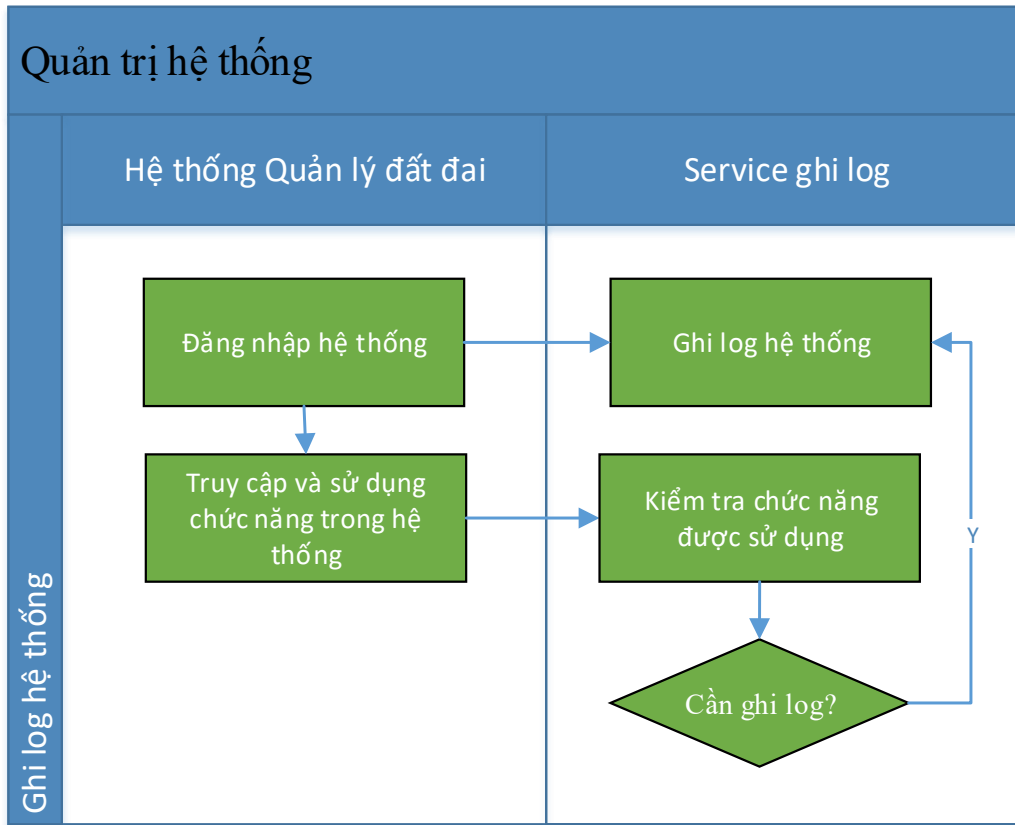 Quản trị hệ thống
Hệ thống Quản lý đất đai
Service ghi log
Ghi log hệ thống
Đăng nhập hệ thống
Ghi log hệ thống
Truy cập và sử dụng
chức năng trong hệ
thống
Kiểm tra chức năng
được sử dụng
Y
Cần ghi log?